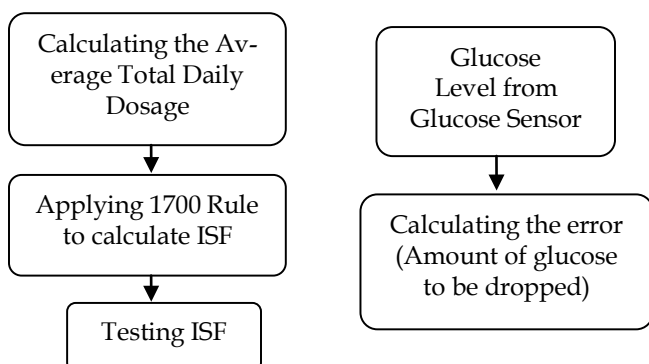 Calculating the Av-
erage Total Daily
Dosage
Applying 1700 Rule
to calculate ISF
Testing ISF
Glucose
Level from
Glucose Sensor
Calculating the error
(Amount of glucose
to be dropped)